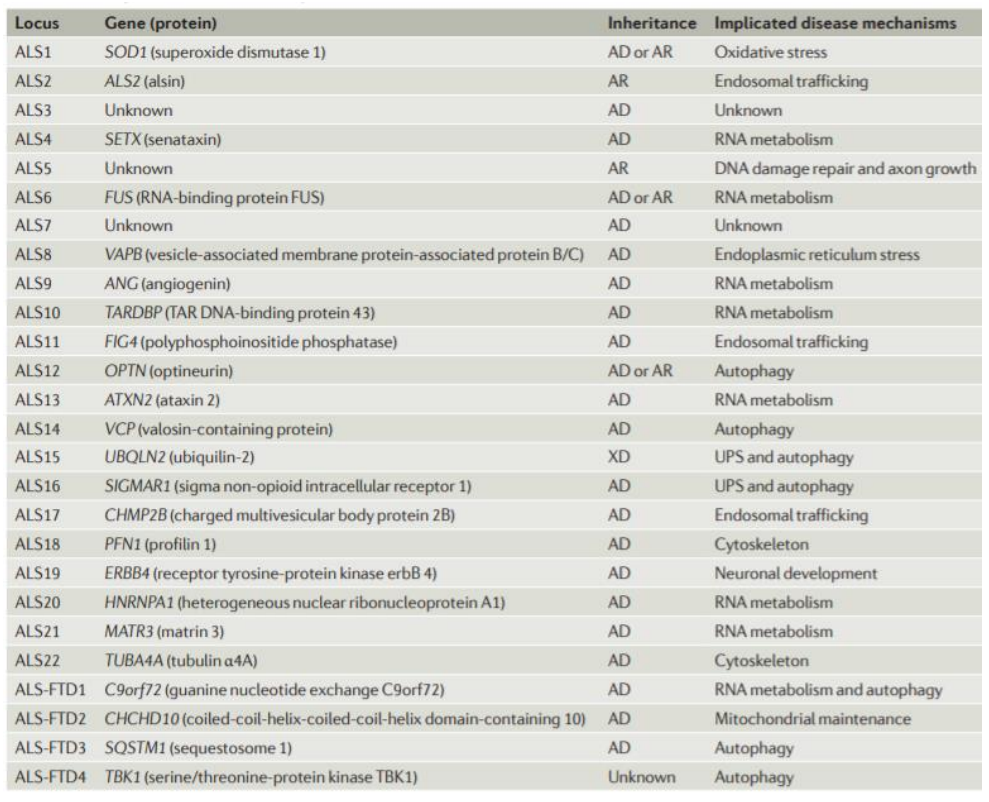 Locus Gene (protein) Inheritance Implicated disease mechanisms
ALS1 SOD1 (superoxide dismutase 1) AD or AR Oxidative stress
ALS2 ALS2 (alsin) AR Endosomal trafficking
ALS3 Unknown AD Unknown
ALS4 SETX (senataxin) AD RNA metabolism
ALS5 Unknown AR DNA damage repair and axon growth
ALS6 FUS (RNA-binding protein FUS) AD or AR RNA metabolism
ALS7 Unknown AD Unknown
ALS8 VAPB (vesicle-associated membrane protein-associated protein B/C) AD Endoplasmic reticulum stress
ALS9 ANG (angiogenin) AD RNA metabolism
ALS10 TARDBP (TAR DNA-binding protein 43) AD RNA metabolism
ALS11 FIG4 (polyphosphoinositide phosphatase) AD Endosomal trafficking
ALS12 OPTN (optineurin) AD or AR Autophagy
ALS13 ATXN2 (ataxin 2) AD RNA metabolism
ALS14 VCP (valosin-containing protein) AD Autophagy
ALS15 UBQLN2 (ubiquilin-2) XD UPS and autophagy
ALS16 SIGMAR1 (sigma non-opioid intracellular receptor 1) AD UPS and autophagy
ALS17 CHMP2B (charged multivesicular body protein 2B) AD Endosomal trafficking
ALS18 PFN1 (profilin 1) AD Cytoskeleton
ALS19 ERBB4 (receptor tyrosine-protein kinase erbB 4) AD Neuronal development
ALS20 HNRNPA1 (heterogeneous nuclear ribonucleoprotein A1) AD RNA metabolism
ALS21 MATR3 (matrin 3) AD RNA metabolism
ALS22 TUBA4A (tubulin α4A) AD Cytoskeleton
ALS-FTD1 C9orf72 (guanine nucleotide exchange C9orf72) AD RNA metabolism and autophagy
ALS-FTD2 CHCHD10 (coiled-coil-helix-coiled-coil-helix domain-containing 10) AD Mitochondrial maintenance
ALS-FTD3 SQSTM1 (sequestosome 1) AD Autophagy
ALS-FTD4 TBK1 (serine/threonine-protein kinase TBK1) Unknown Autophagy